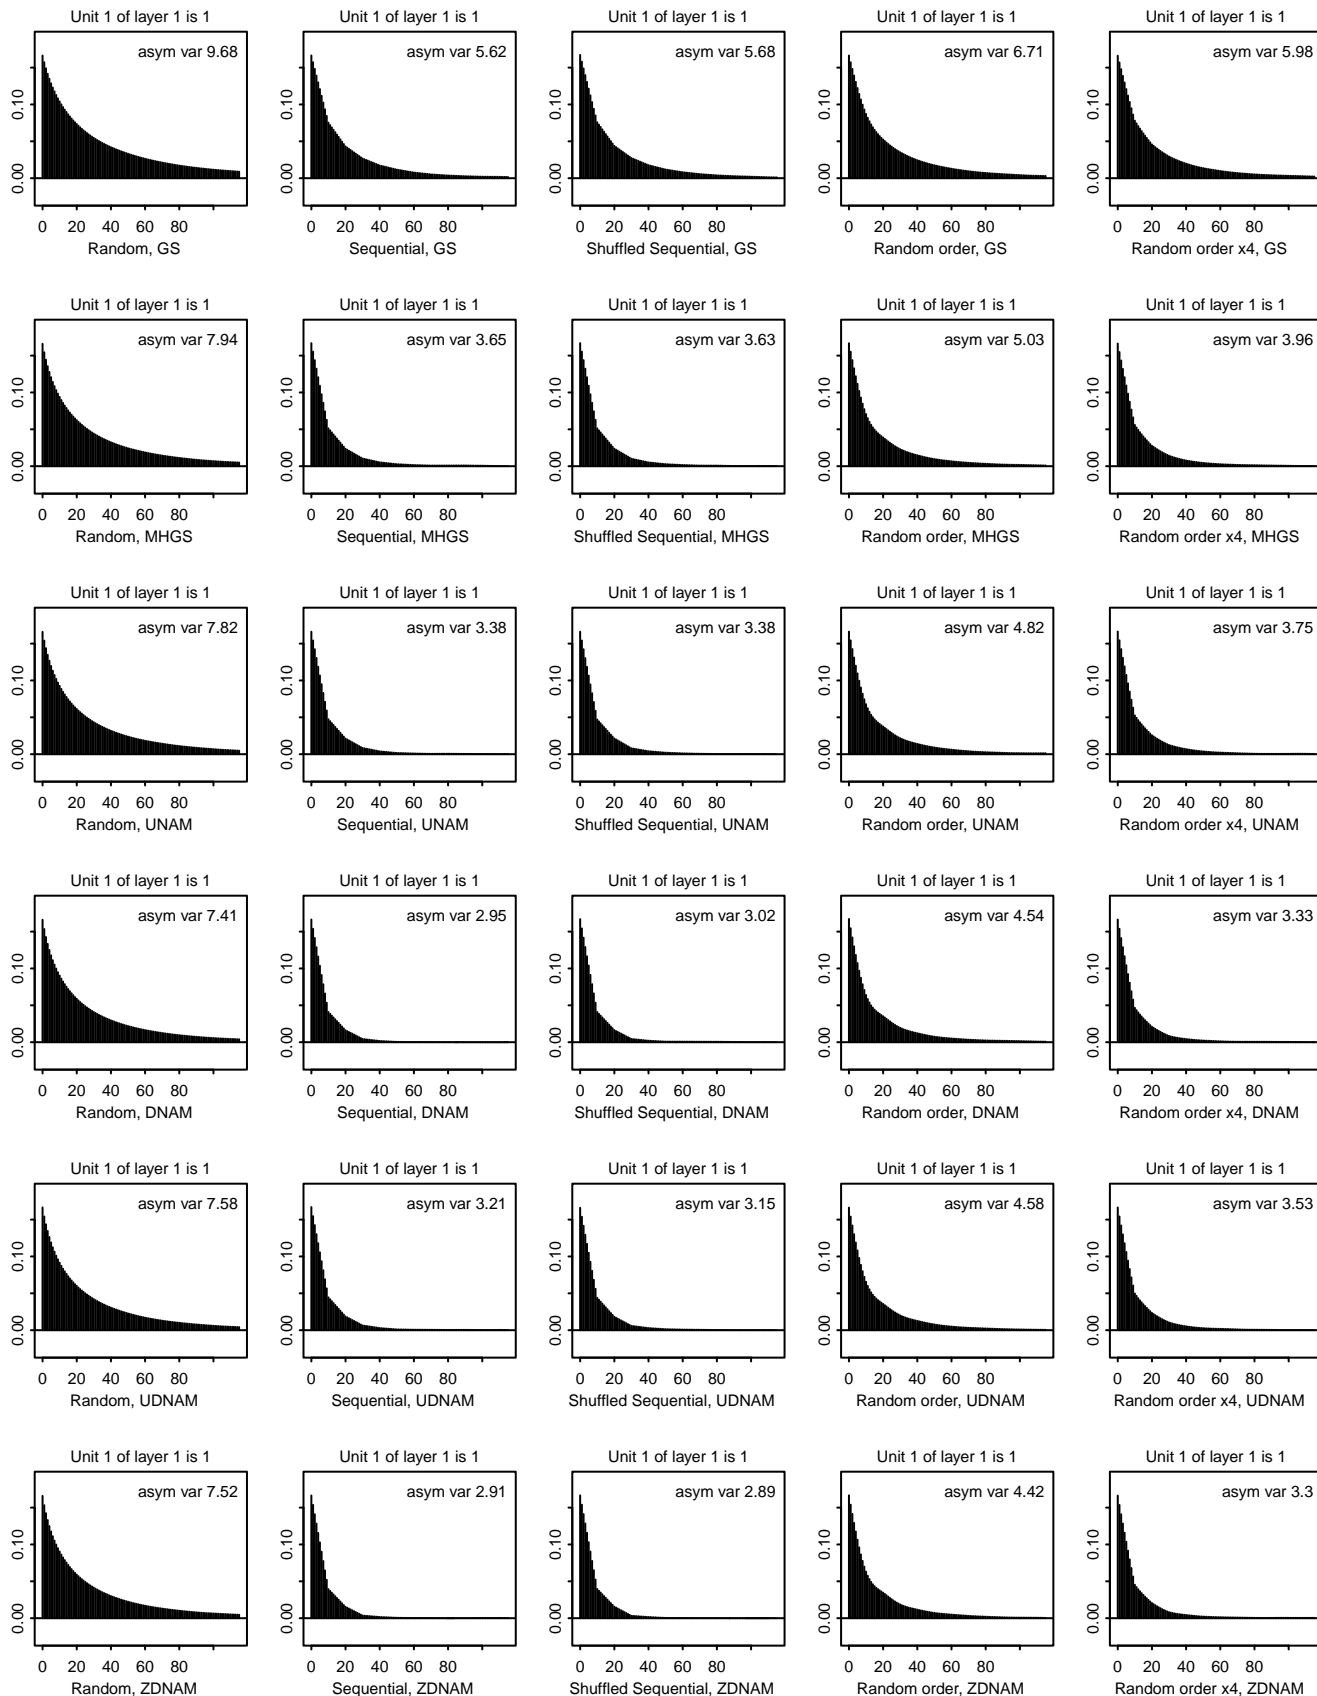 Unit 1 of layer 1 is 1 Unit 1 of layer 1 is 1 Unit 1 of layer 1 is 1 Unit 1 of layer 1 is 1 Unit 1 of layer 1 is 1
asym var 9.68 asym var 5.62 asym var 5.68 asym var 6.71 asym var 5.98
0.10 0.10 0.10 0.10 0.10
0.00 0.00 0.00 0.00 0.00
0 20 40 60 80 0 20 40 60 80 0 20 40 60 80 0 20 40 60 80 0 20 40 60 80
Random, GS Sequential, GS Shuffled Sequential, GS Random order, GS Random order x4, GS
Unit 1 of layer 1 is 1 Unit 1 of layer 1 is 1 Unit 1 of layer 1 is 1 Unit 1 of layer 1 is 1 Unit 1 of layer 1 is 1
asym var 7.94 asym var 3.65 asym var 3.63 asym var 5.03 asym var 3.96
0.10 0.10 0.10 0.10 0.10
0.00 0.00 0.00 0.00 0.00
0 20 40 60 80 0 20 40 60 80 0 20 40 60 80 0 20 40 60 80 0 20 40 60 80
Random, MHGS Sequential, MHGS Shuffled Sequential, MHGS Random order, MHGS Random order x4, MHGS
Unit 1 of layer 1 is 1 Unit 1 of layer 1 is 1 Unit 1 of layer 1 is 1 Unit 1 of layer 1 is 1 Unit 1 of layer 1 is 1
asym var 7.82 asym var 3.38 asym var 3.38 asym var 4.82 asym var 3.75
0.10 0.10 0.10 0.10 0.10
0.00 0.00 0.00 0.00 0.00
0 20 40 60 80 0 20 40 60 80 0 20 40 60 80 0 20 40 60 80 0 20 40 60 80
Random, UNAM Sequential, UNAM Shuffled Sequential, UNAM Random order, UNAM Random order x4, UNAM
Unit 1 of layer 1 is 1 Unit 1 of layer 1 is 1 Unit 1 of layer 1 is 1 Unit 1 of layer 1 is 1 Unit 1 of layer 1 is 1
asym var 7.41 asym var 2.95 asym var 3.02 asym var 4.54 asym var 3.33
0.10 0.10 0.10 0.10 0.10
0.00 0.00 0.00 0.00 0.00
0 20 40 60 80 0 20 40 60 80 0 20 40 60 80 0 20 40 60 80 0 20 40 60 80
Random, DNAM Sequential, DNAM Shuffled Sequential, DNAM Random order, DNAM Random order x4, DNAM
Unit 1 of layer 1 is 1 Unit 1 of layer 1 is 1 Unit 1 of layer 1 is 1 Unit 1 of layer 1 is 1 Unit 1 of layer 1 is 1
asym var 7.58 asym var 3.21 asym var 3.15 asym var 4.58 asym var 3.53
0.10 0.10 0.10 0.10 0.10
0.00 0.00 0.00 0.00 0.00
0 20 40 60 80 0 20 40 60 80 0 20 40 60 80 0 20 40 60 80 0 20 40 60 80
Random, UDNAM Sequential, UDNAM Shuffled Sequential, UDNAM Random order, UDNAM Random order x4, UDNAM
Unit 1 of layer 1 is 1 Unit 1 of layer 1 is 1 Unit 1 of layer 1 is 1 Unit 1 of layer 1 is 1 Unit 1 of layer 1 is 1
asym var 7.52 asym var 2.91 asym var 2.89 asym var 4.42 asym var 3.3
0.10 0.10 0.10 0.10 0.10
0.00 0.00 0.00 0.00 0.00
0 20 40 60 80 0 20 40 60 80 0 20 40 60 80 0 20 40 60 80 0 20 40 60 80
Random, ZDNAM Sequential, ZDNAM Shuffled Sequential, ZDNAM Random order, ZDNAM Random order x4, ZDNAM